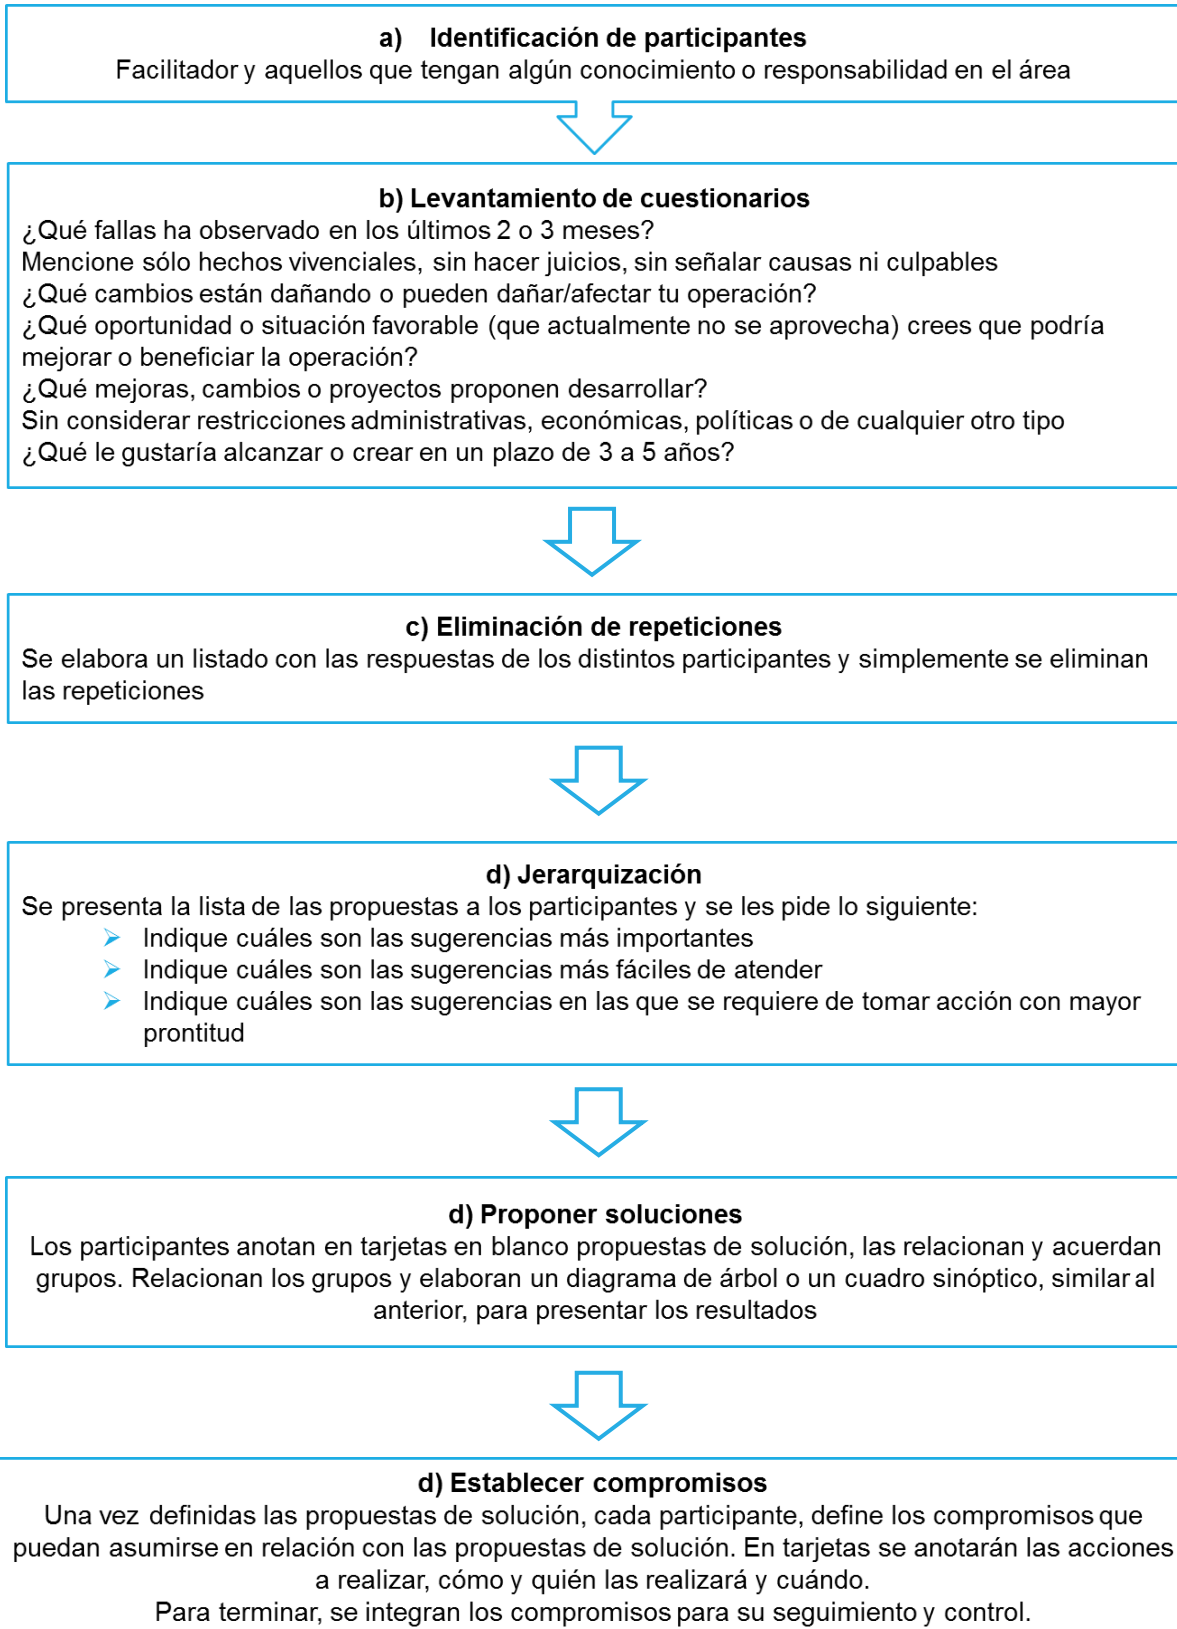 a) Identificación de participantes
Facilitador y aquellos que tengan algún conocimiento o responsabilidad en el área
b) Levantamiento de cuestionarios
¿Qué fallas ha observado en los últimos 2 o 3 meses?
Mencione sólo hechos vivenciales, sin hacer juicios, sin señalar causas ni culpables
¿Qué cambios están dañando o pueden dañar/afectar tu operación?
¿Qué oportunidad o situación favorable (que actualmente no se aprovecha) crees que podría
mejorar o beneficiar la operación?
¿Qué mejoras, cambios o proyectos proponen desarrollar?
Sin considerar restricciones administrativas, económicas, políticas o de cualquier otro tipo
¿Qué le gustaría alcanzar o crear en un plazo de 3 a 5 años?
c) Eliminación de repeticiones
Se elabora un listado con las respuestas de los distintos participantes y simplemente se eliminan
las repeticiones
d) Jerarquización
Se presenta la lista de las propuestas a los participantes y se les pide lo siguiente:
➢ Indique cuáles son las sugerencias más importantes
➢ Indique cuáles son las sugerencias más fáciles de atender
➢ Indique cuáles son las sugerencias en las que se requiere de tomar acción con mayor
prontitud
d) Proponer soluciones
Los participantes anotan en tarjetas en blanco propuestas de solución, las relacionan y acuerdan
grupos. Relacionan los grupos y elaboran un diagrama de árbol o un cuadro sinóptico, similar al
anterior, para presentar los resultados
d) Establecer compromisos
Una vez definidas las propuestas de solución, cada participante, define los compromisos que
puedan asumirse en relación con las propuestas de solución. En tarjetas se anotarán las acciones
a realizar, cómo y quién las realizará y cuándo.
Para terminar, se integran los compromisos para su seguimiento y control.